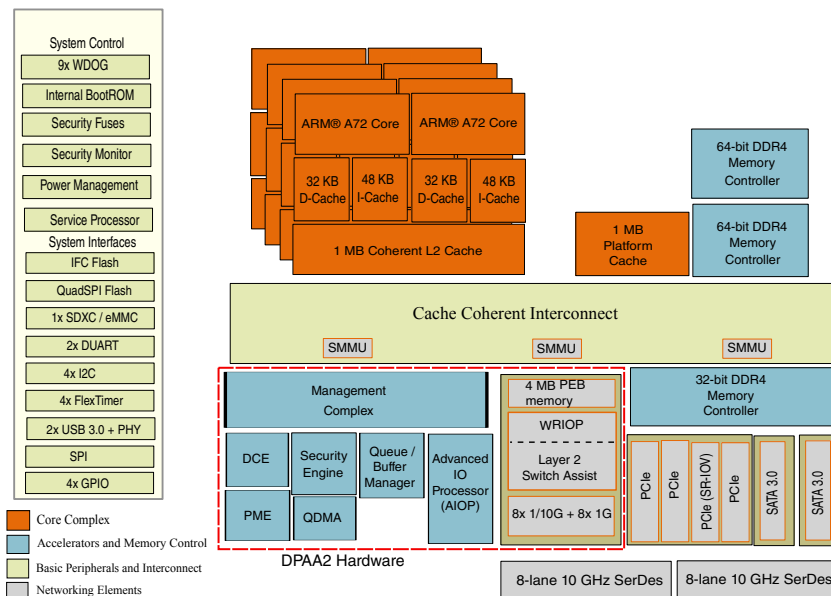 System Control
9x WDOG
Internal BootROM
Security Fuses
Security Monitor
Power Management
Service Processor
System Interfaces
IFC Flash
QuadSPI Flash
1x SDXC / eMMC
2x DUART
4x I2C
4x FlexTimer
2x USB 3.0 + PHY
SPI
4x GPIO
Core Complex
Accelerators and Memory Control
Basic Peripherals and Interconnect
Networking Elements
ARM® A72 Core
ARM® A72 Core
32 KB
D-Cache
48 KB
I-Cache
32 KB
D-Cache
48 KB
I-Cache
1 MB Coherent L2 Cache
1 MB
Platform
Cache
64-bit DDR4
Memory
Controller
64-bit DDR4
Memory
Controller
Cache Coherent Interconnect
SMMU
SMMU
SMMU
Management
Complex
DCE
Security
Engine
Queue /
Buffer
Manager
Advanced
IO
Processor
(AIOP)
PME
QDMA
4 MB PEB
memory
WRIOP
Layer 2
Switch Assist
8x 1/10G + 8x 1G
DPAA2 Hardware
32-bit DDR4
Memory
Controller
PCIe
PCIe
PCIe (SR-IOV)
PCIe
SATA 3.0
SATA 3.0
8-lane 10 GHz SerDes
8-lane 10 GHz SerDes